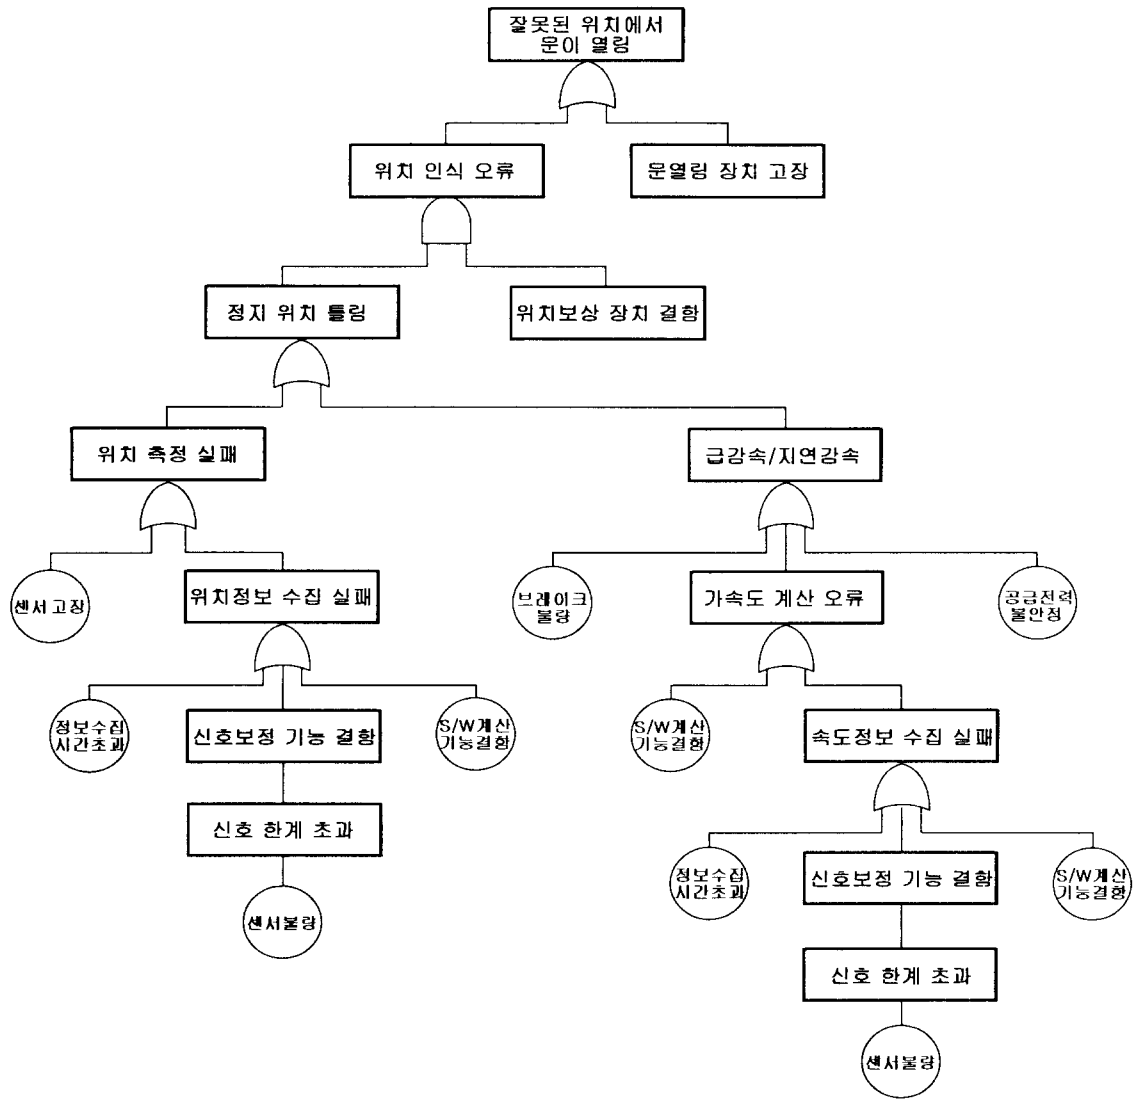 잘못된 위치에서
문이 열림
위치 인식 오류
문열림 장치 고장
정지 위치 틀림
위치보상 장치 결함
위치 측정 실패
급감속/지연감속
센서고장
위치정보 수집 실패
브레이크
불량
가속도 계산 오류
공급전력
불안정
정보수집
시간초과
신호보정 기능 결함
S/W계산
기능결함
S/W계산
기능결함
속도정보 수집 실패
신호 한계 초과
정보수집
시간초과
신호보정 기능 결함
S/W계산
기능결함
센서불량
신호 한계 초과
센서불량